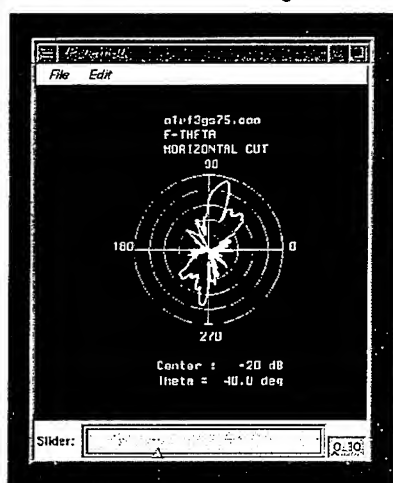 File Edit
F-THETA
HORIZONTAL CUT
90
180
0
270
Center : -20 dB
Theta = 40.0 deg
Slider:
0.30